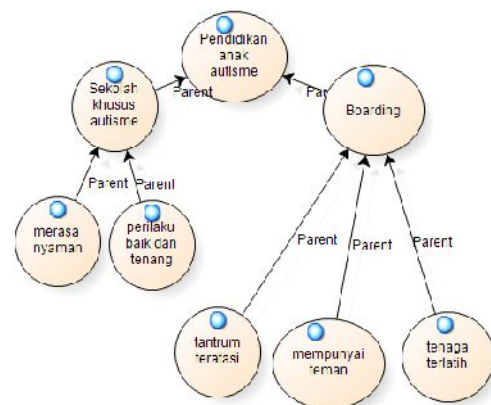 Pendidikan
anak
autisme
Sekolah
khusus
autisme
Parent
Par
Boarding
Parent
Parent
merasa
nyaman
perilaku
baik dan
tenang
Parent
Parent
Parent
tantrum
teratasi
mempunyai
teman
tenaga
terlatih